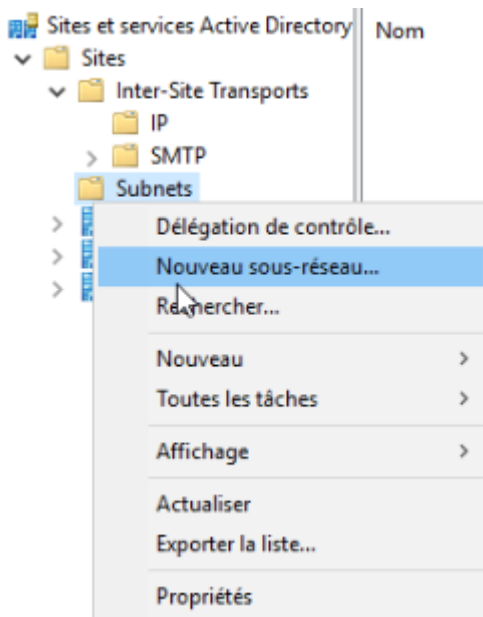 Sites et services Active Directory
Nom
Sites
Inter-Site Transports
IP
SMTP
Subnets
Délégation de contrôle...
Nouveau sous-réseau...
Rechercher...
Nouveau
Toutes les tâches
Affichage
Actualiser
Exporter la liste...
Propriétés